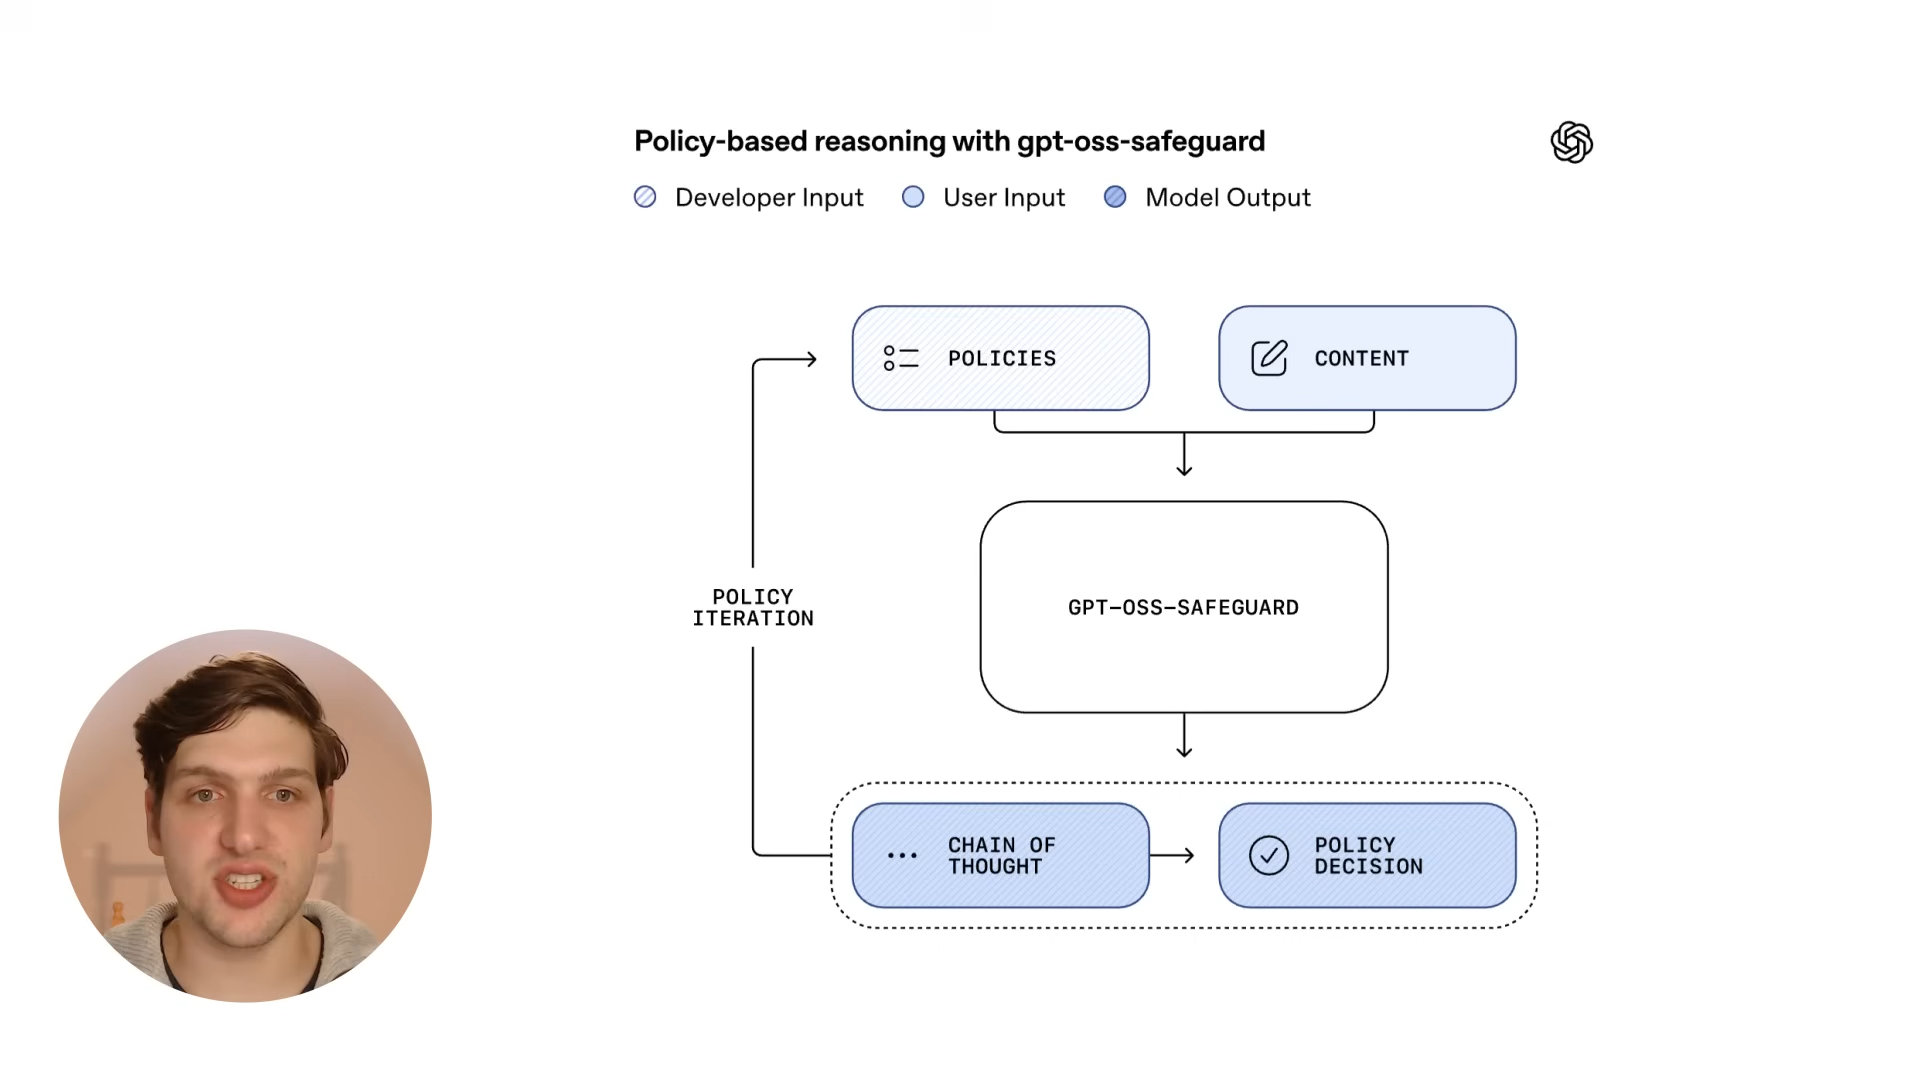 Policy-based reasoning with gpt-oss-safeguard
Developer Input
User Input
Model Output
POLICIES
CONTENT
GPT-OSS-SAFEGUARD
POLICY
ITERATION
CHAIN OF
THOUGHT
POLICY
DECISION